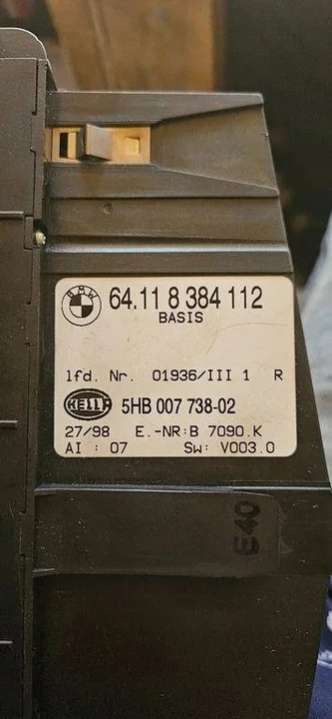 BMW
64.11 8 384 112
BASIS
lfd. Nr. 01936/III 1 R
HELLA
5HB 007 738-02
27/98 E.-NR:B 7090.K
AI : 07 Sw: V003.0
E40